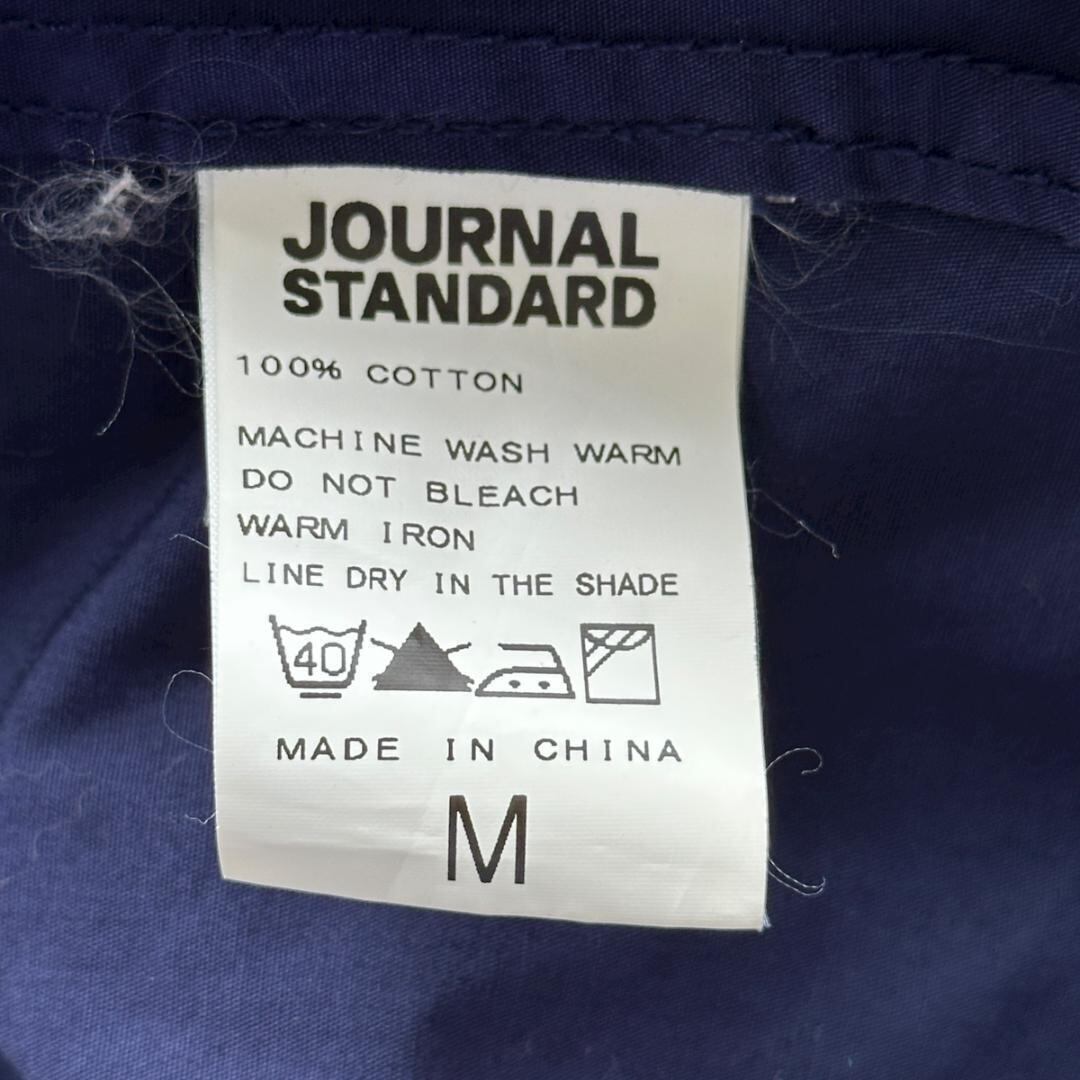 JOURNAL
STANDARD
100% COTTON
MACHINE WASH WARM
DO NOT BLEACH
WARM IRON
LINE DRY IN THE SHADE
40
MADE IN CHINA
M